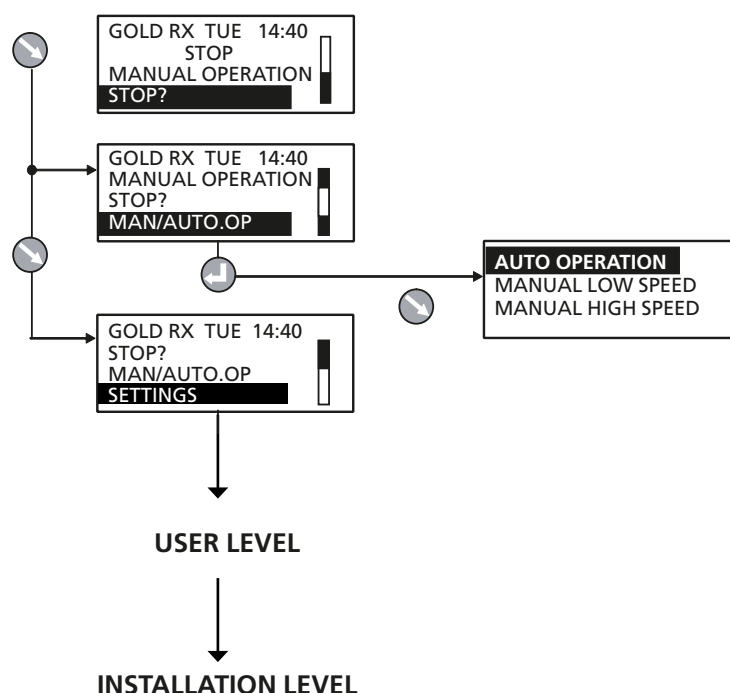 GOLD RX TUE 14:40
STOP
MANUAL OPERATION
STOP?
GOLD RX TUE 14:40
MANUAL OPERATION
STOP?
MAN/AUTO.OP
AUTO OPERATION
MANUAL LOW SPEED
MANUAL HIGH SPEED
GOLD RX TUE 14:40
STOP?
MAN/AUTO.OP
SETTINGS
USER LEVEL
INSTALLATION LEVEL